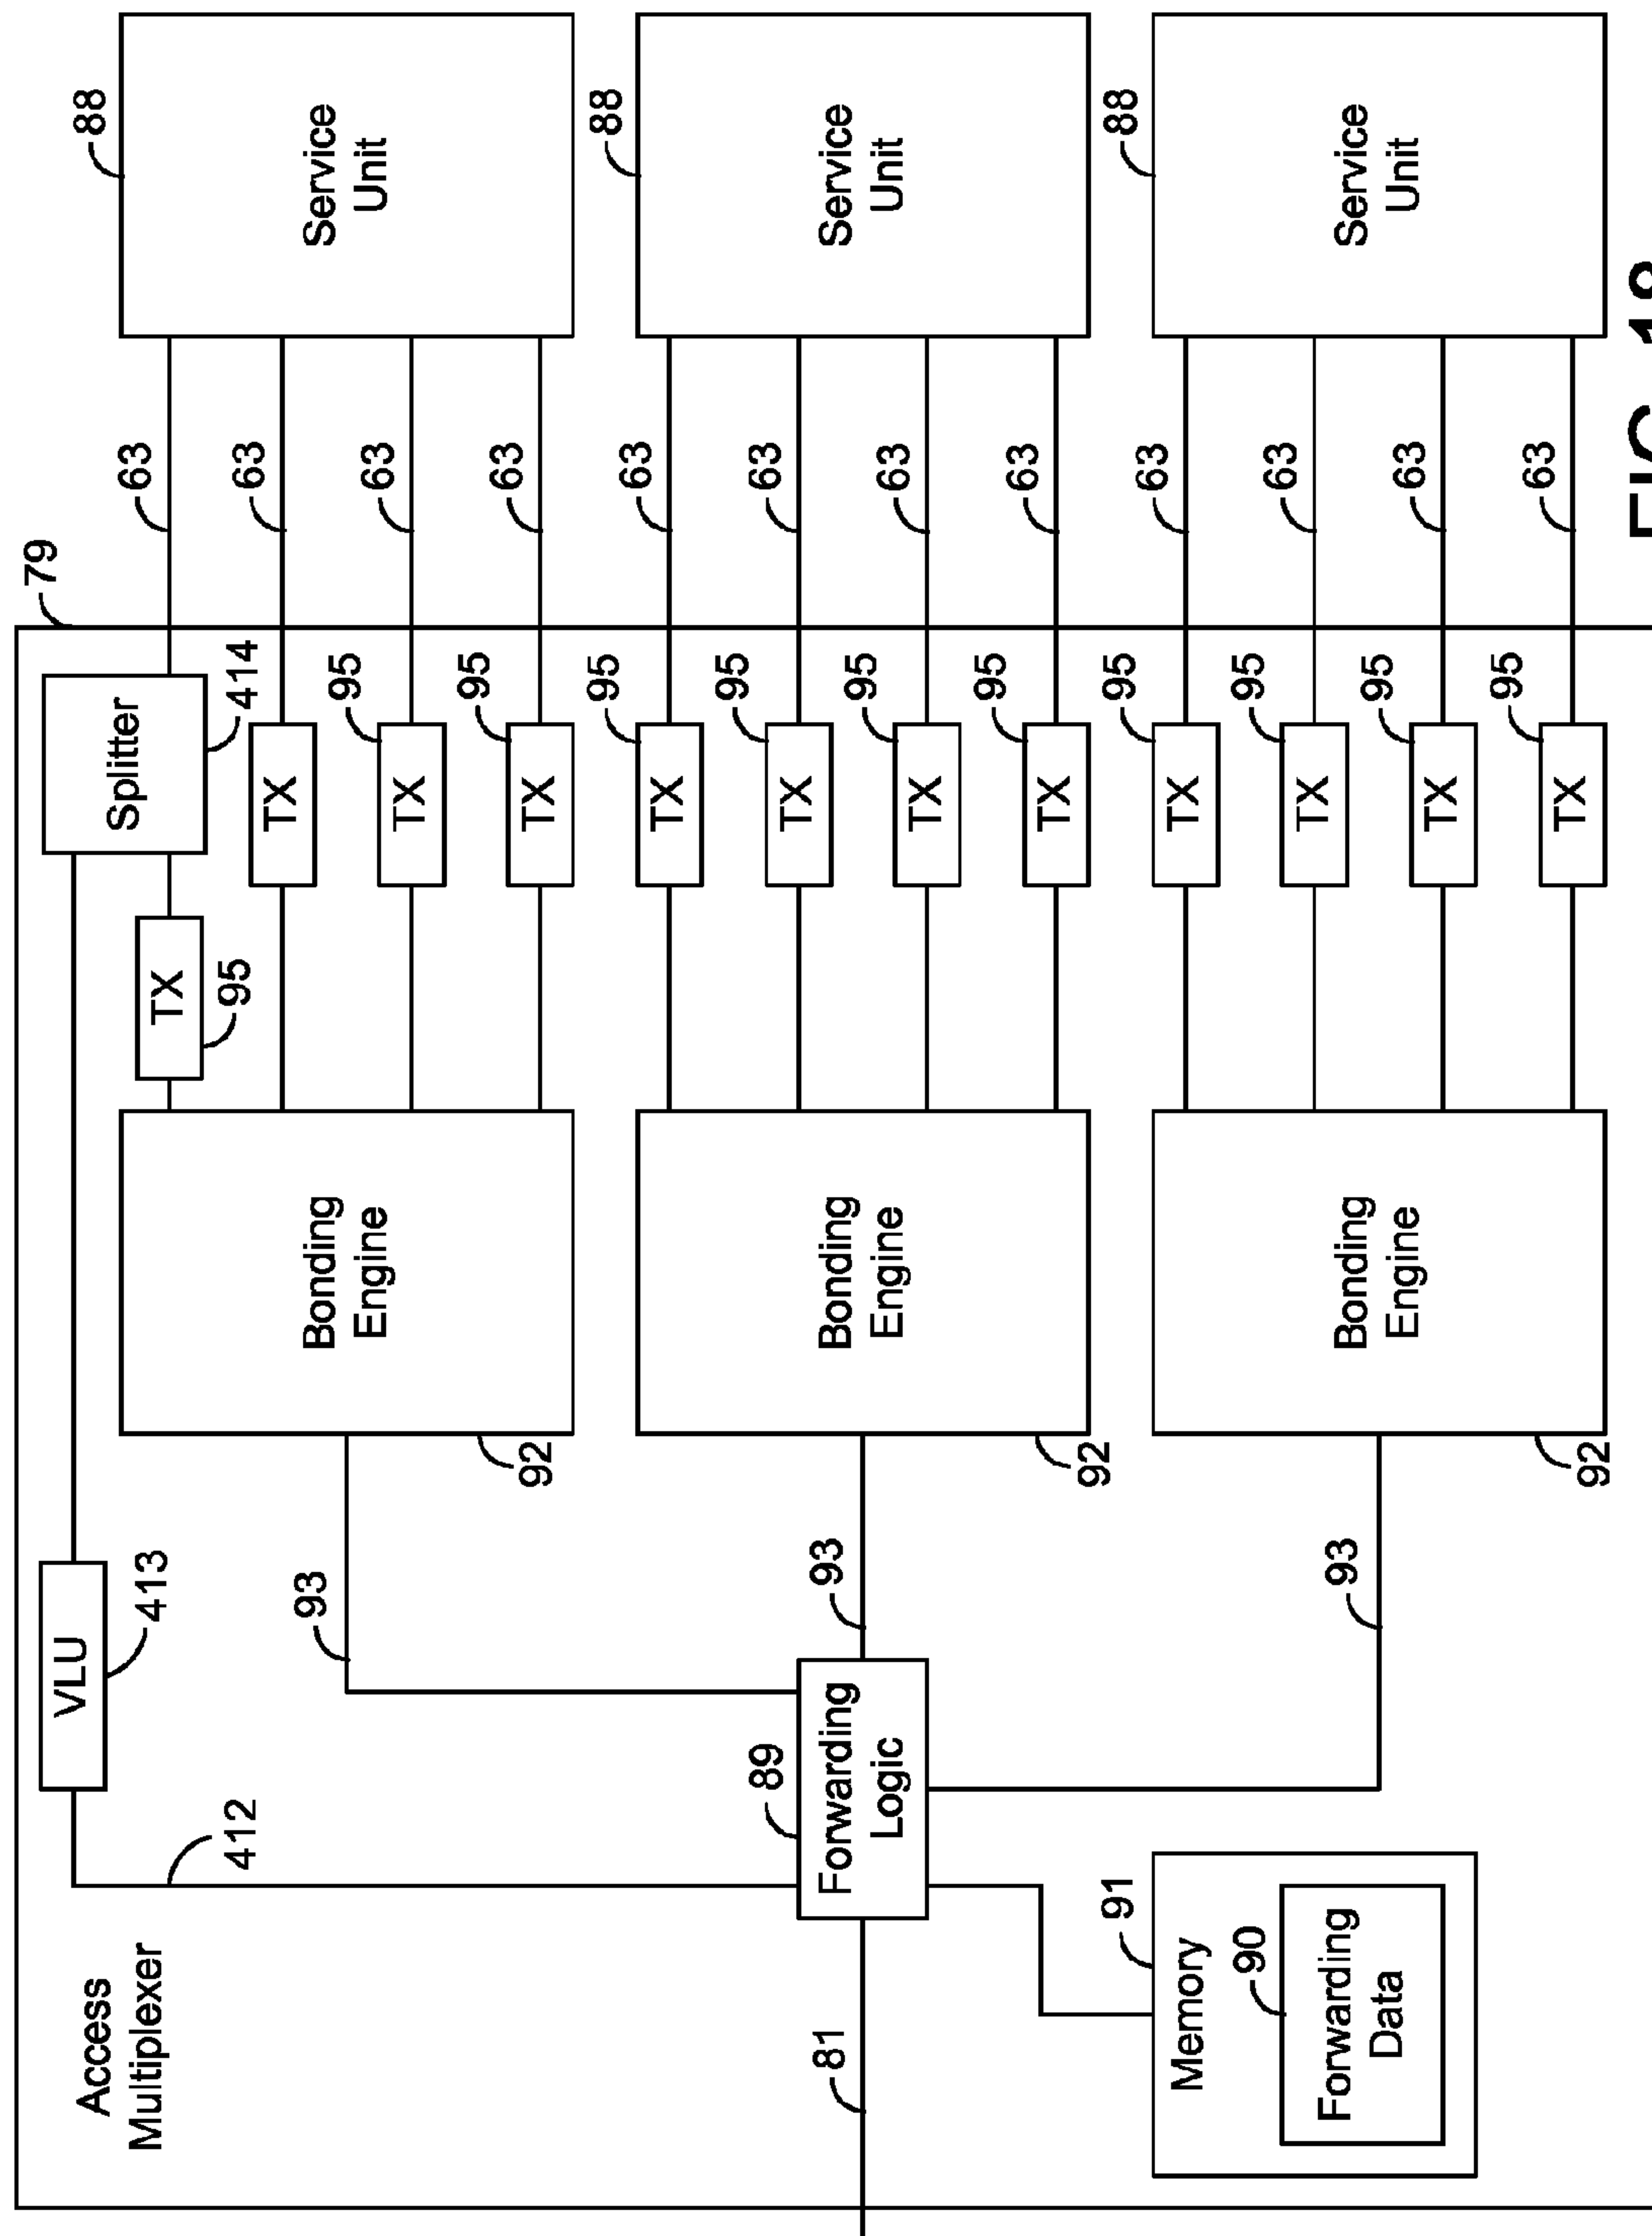 79
88
Access
Multiplexer
VLU
Splitter
63
413
412
TX
95
414
63
TX
Service
Unit
Bonding
Engine
93
95
63
TX
95
63
TX
92
88
95
63
TX
89
95
63
TX
81
Forwarding
Logic
93
Bonding
Engine
Service
Unit
95
63
TX
95
63
TX
92
88
91
95
63
TX
Memory
90
95
63
TX
Forwarding
Data
93
Bonding
Engine
Service
Unit
95
63
TX
95
63
TX
92